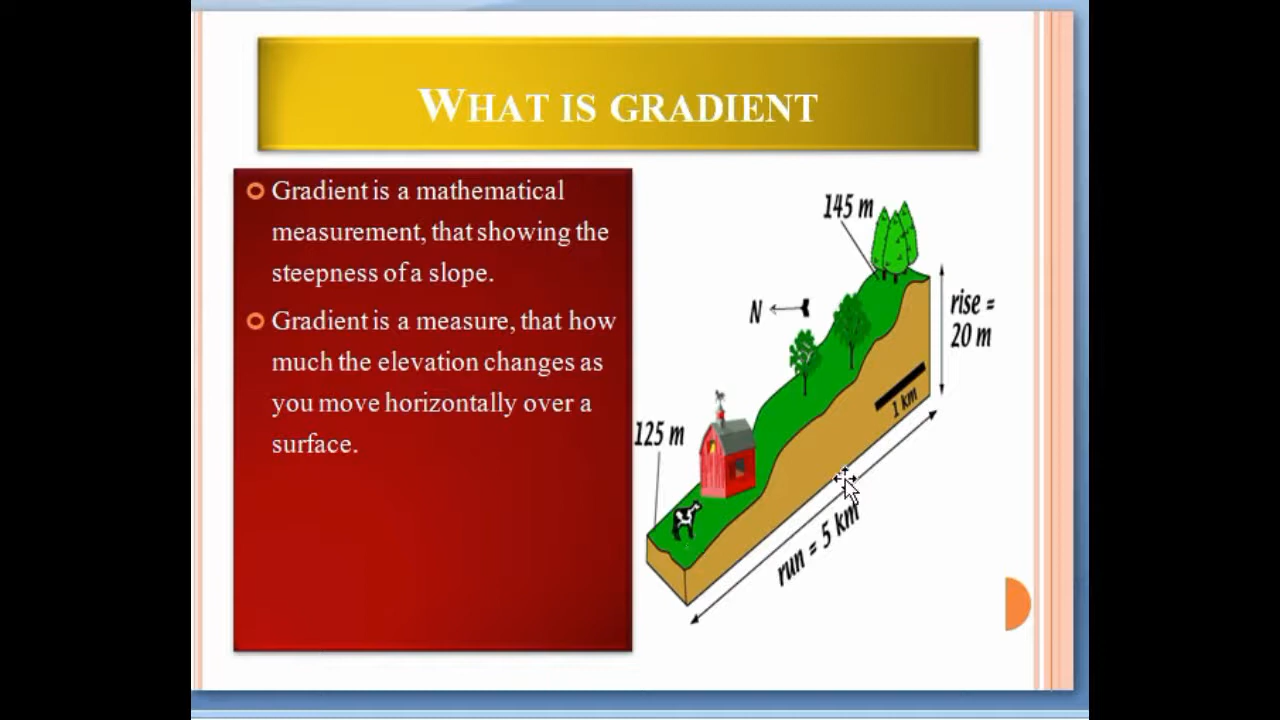 WHAT IS GRADIENT
Gradient is a mathematical
measurement, that showing the
steepness of a slope.
Gradient is a measure, that how
much the elevation changes as
you move horizontally over a
surface.
145 m
N
rise =
20 m
1 km
125 m
run = 5 km